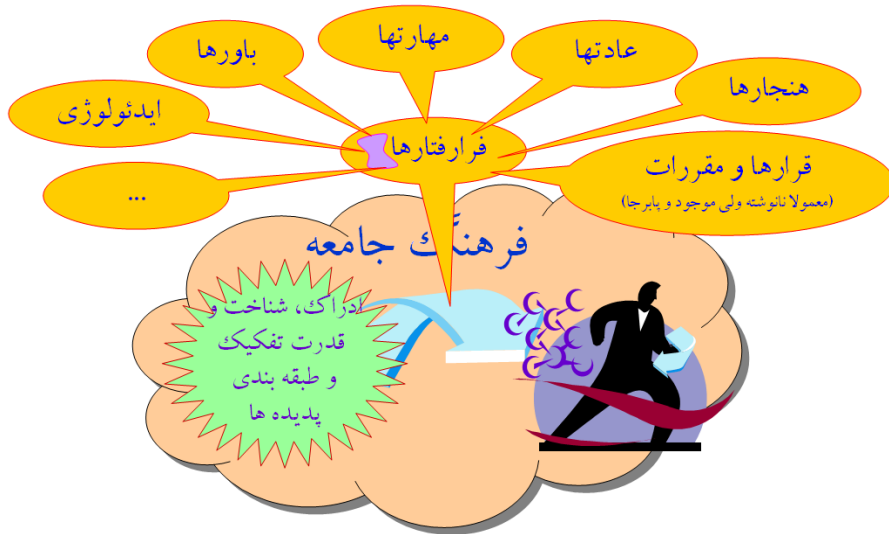 مهارتها
باورها
عادتها
هنجارها
ایدئولوژی
فرارفتارها
قرارها و مقررات
(معمولا نانوشته ولی موجود و پابرجا)
...
فرهنگ جامعه
ادراک، شناخت و
قدرت تفکیک
و طبقه بندی
پدیده ها